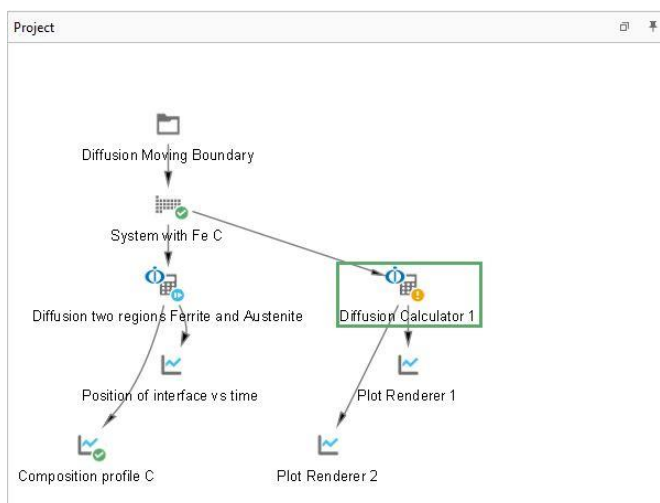 Project
Diffusion Moving Boundary
System with Fe C
Diffusion two regions Ferrite and Austenite
Diffusion Calculator 1
Position of interface vs time
Plot Renderer 1
Composition profile C
Plot Renderer 2